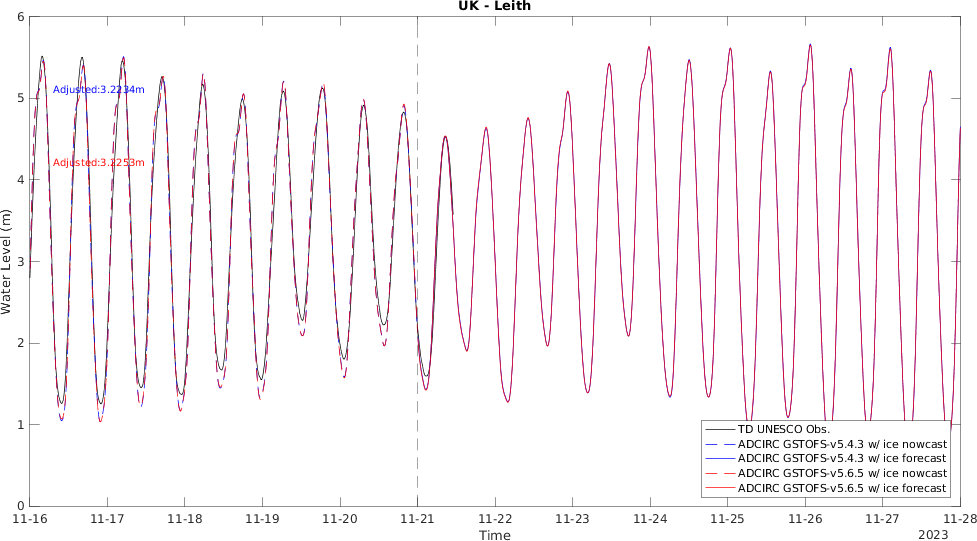 UK - Leith
6
5
4
3
2
1
0
Water Level (m)
Adjusted:3.2234m
Adjusted:3.2253m
TD UNESCO Obs.
ADCIRC GSTOFS-v5.4.3 w/ ice nowcast
ADCIRC GSTOFS-v5.4.3 w/ ice forecast
ADCIRC GSTOFS-v5.6.5 w/ ice nowcast
ADCIRC GSTOFS-v5.6.5 w/ ice forecast
11-16 11-17 11-18 11-19 11-20 11-21 11-22 11-23 11-24 11-25 11-26 11-27 11-28
Time
2023